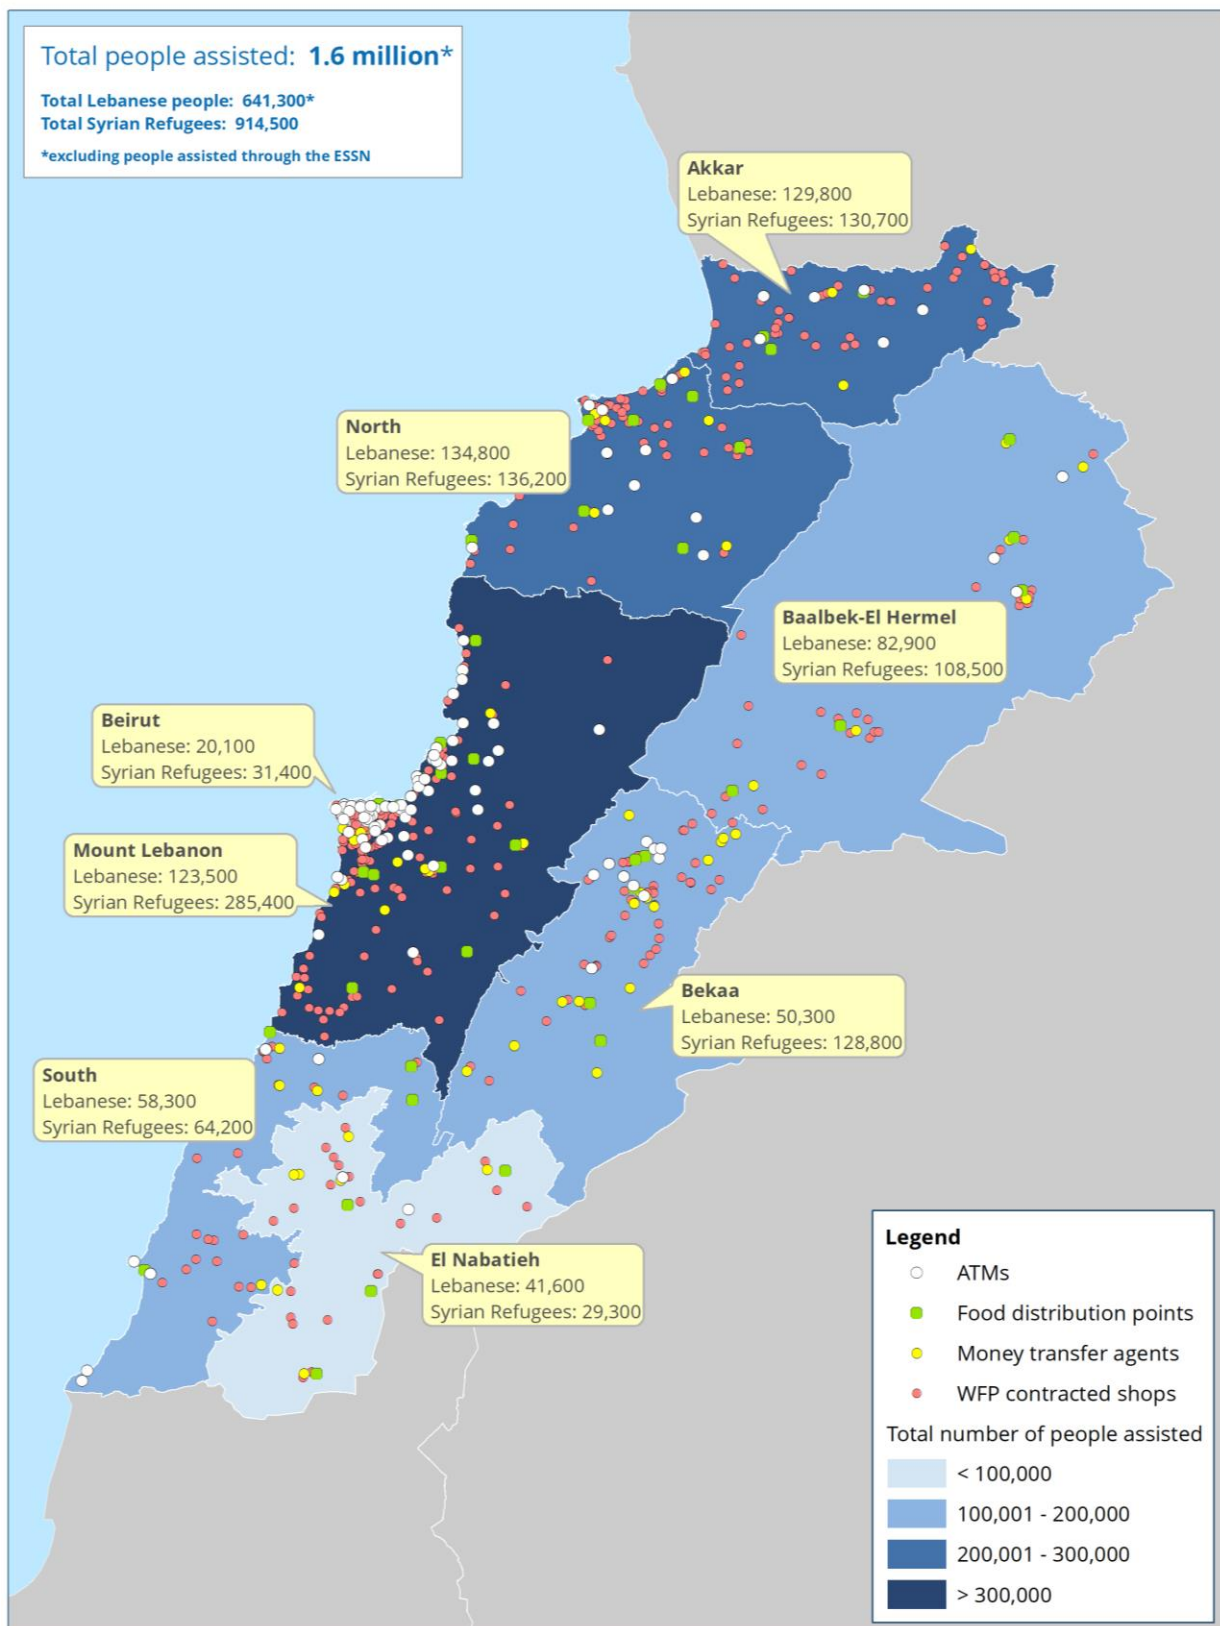 Total people assisted: 1.6 million*
Total Lebanese people: 641,300*
Total Syrian Refugees: 914,500
*excluding people assisted through the ESSN
Akkar
Lebanese: 129,800
Syrian Refugees: 130,700
North
Lebanese: 134,800
Syrian Refugees: 136,200
Baalbek-El Hermel
Lebanese: 82,900
Syrian Refugees: 108,500
Beirut
Lebanese: 20,100
Syrian Refugees: 31,400
Mount Lebanon
Lebanese: 123,500
Syrian Refugees: 285,400
Bekaa
Lebanese: 50,300
Syrian Refugees: 128,800
South
Lebanese: 58,300
Syrian Refugees: 64,200
El Nabatieh
Lebanese: 41,600
Syrian Refugees: 29,300
Legend
ATMs
Food distribution points
Money transfer agents
WFP contracted shops
Total number of people assisted
< 100,000
100,001 - 200,000
200,001 - 300,000
> 300,000